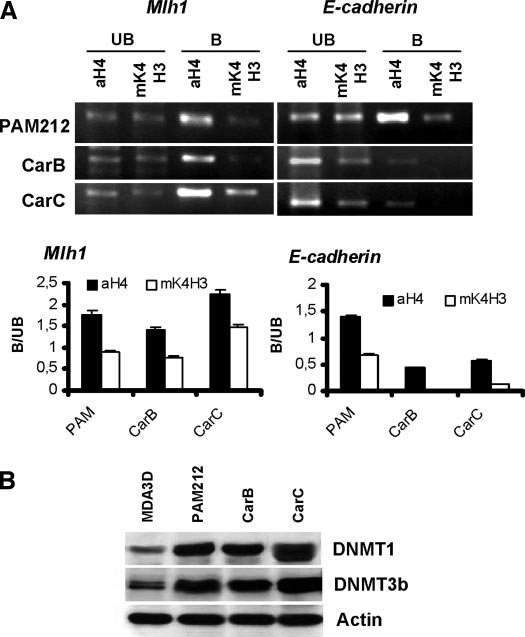 A
Mlh1 E-cadherin
UB B UB B
aH4 mK4 H3 aH4 mK4 H3 aH4 mK4 H3 aH4 mK4 H3
PAM212
CarB
CarC
Mlh1
B/UB
2,5
2
1,5
1
0,5
0
aH4 mK4H3
PAM CarB CarC
E-cadherin
B/UB
2
1,5
1
0,5
0
aH4 mK4H3
PAM CarB CarC
B
MDA3D PAM212 CarB CarC
DNMT1
DNMT3b
Actin